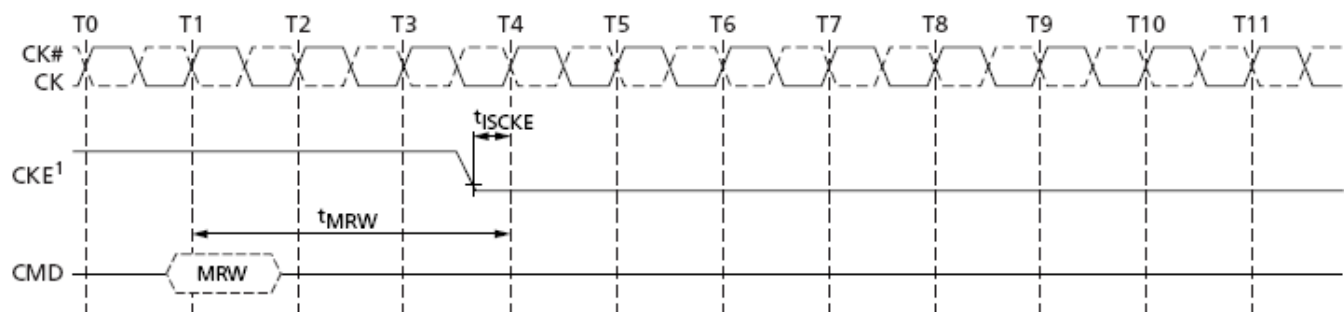 T0 T1 T2 T3 T4 T5 T6 T7 T8 T9 T10 T11
CK#
CK
tISCKE
CKE1
tMRW
CMD MRW